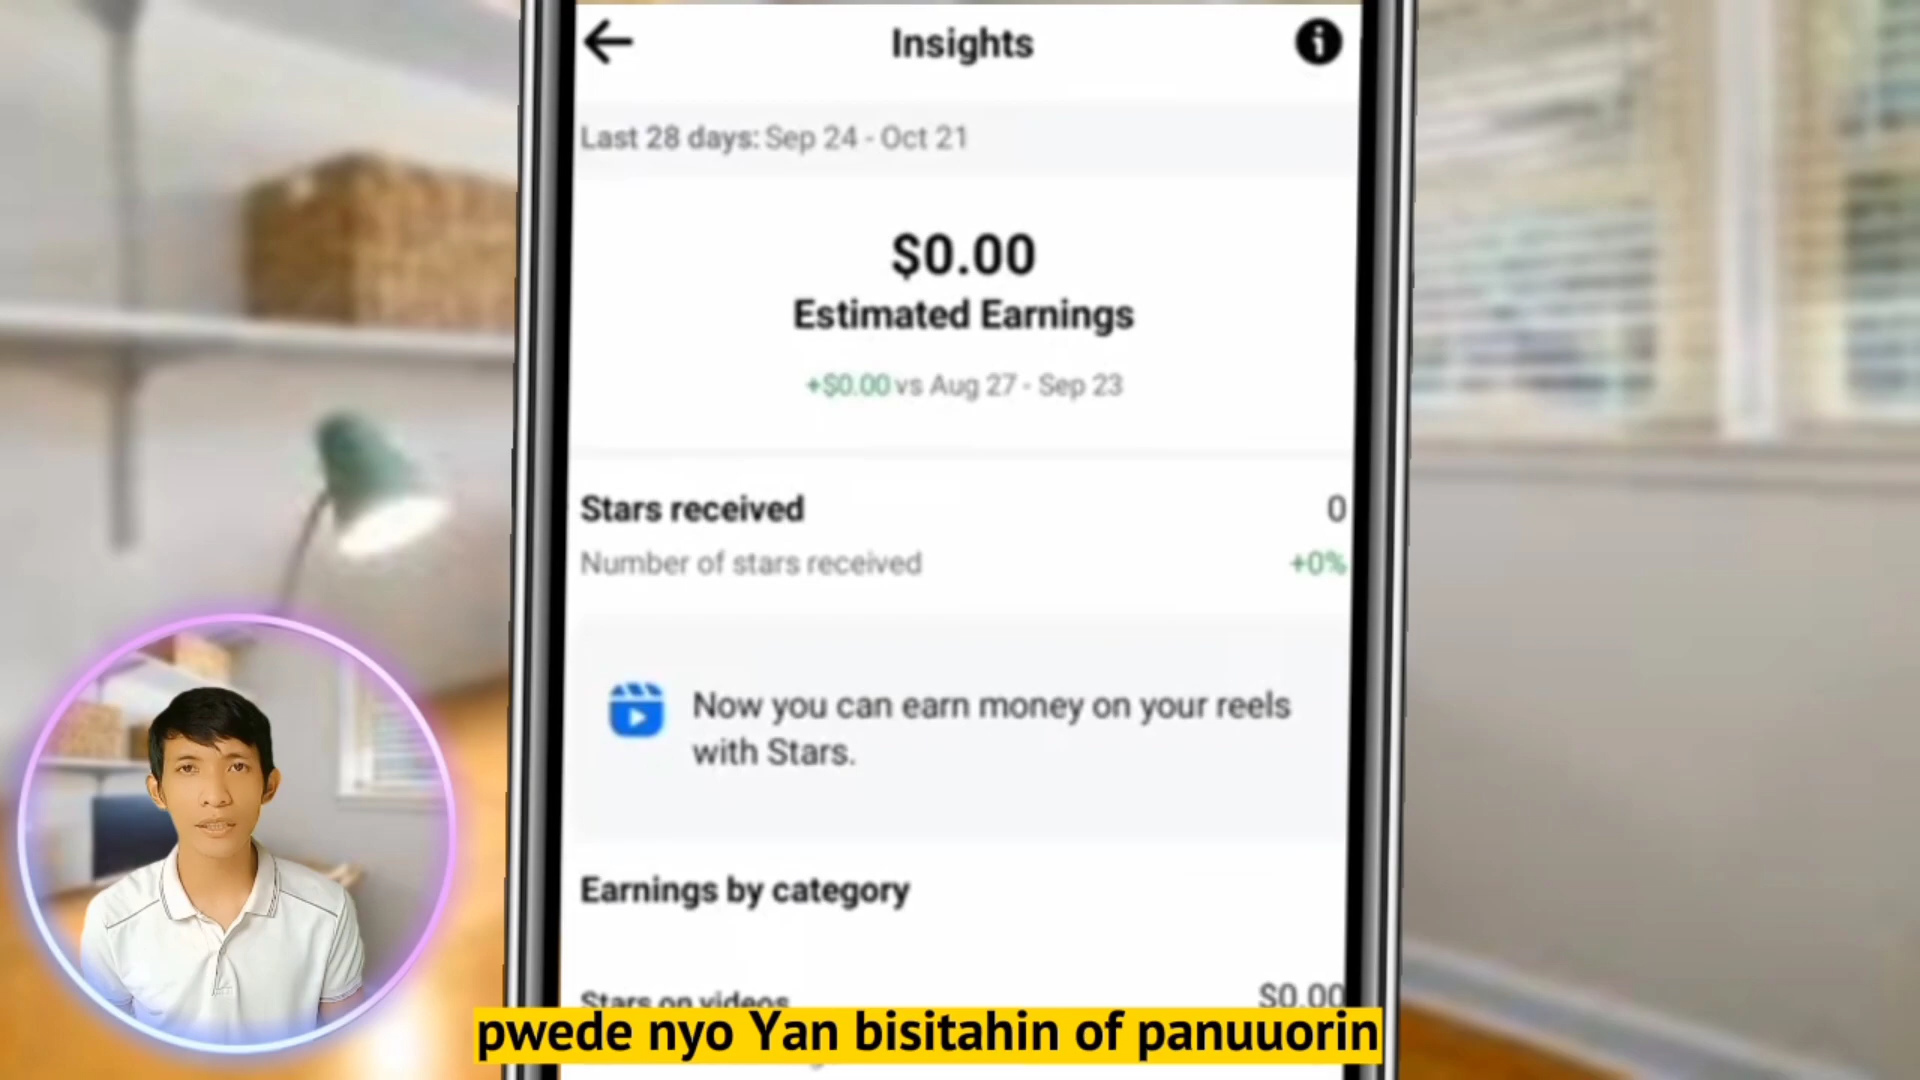 Insights
Last 28 days: Sep 24 - Oct 21
$0.00
Estimated Earnings
+$0.00 vs Aug 27 - Sep 23
Stars received 0
Number of stars received +0%
Now you can earn money on your reels
with Stars.
Earnings by category
Stars on videos $0.00
pwede nyo Yan bisitahin of panuuorin